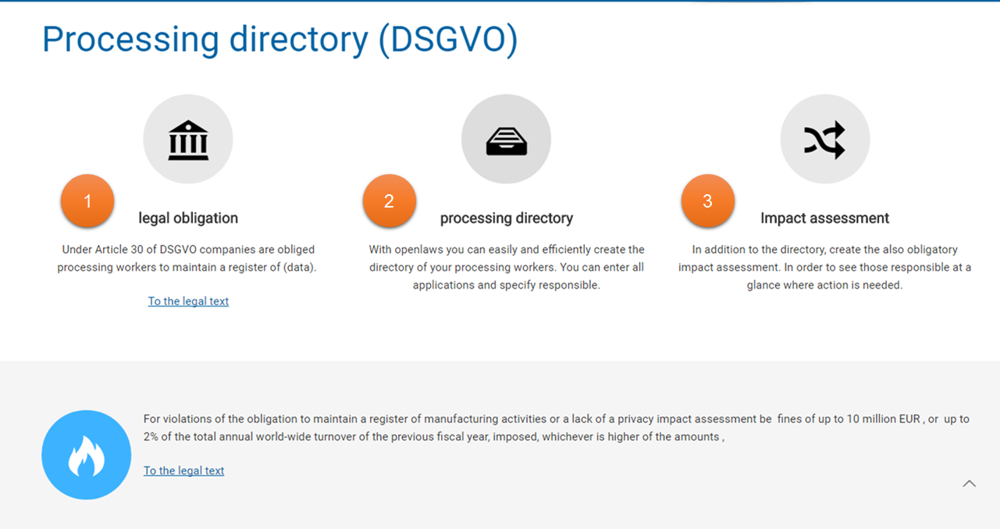 Processing directory (DSGVO)
1
legal obligation
Under Article 30 of DSGVO companies are obliged
processing workers to maintain a register of (data).
To the legal text
2
processing directory
With openlaws you can easily and efficiently create the
directory of your processing workers. You can enter all
applications and specify responsible.
3
Impact assessment
In addition to the directory, create the also obligatory
impact assessment. In order to see those responsible at a
glance where action is needed.
For violations of the obligation to maintain a register of manufacturing activities or a lack of a privacy impact assessment be  fines of up to 10 million EUR , or  up to
2% of the total annual world-wide turnover of the previous fiscal year, imposed, whichever is higher of the amounts ,
To the legal text